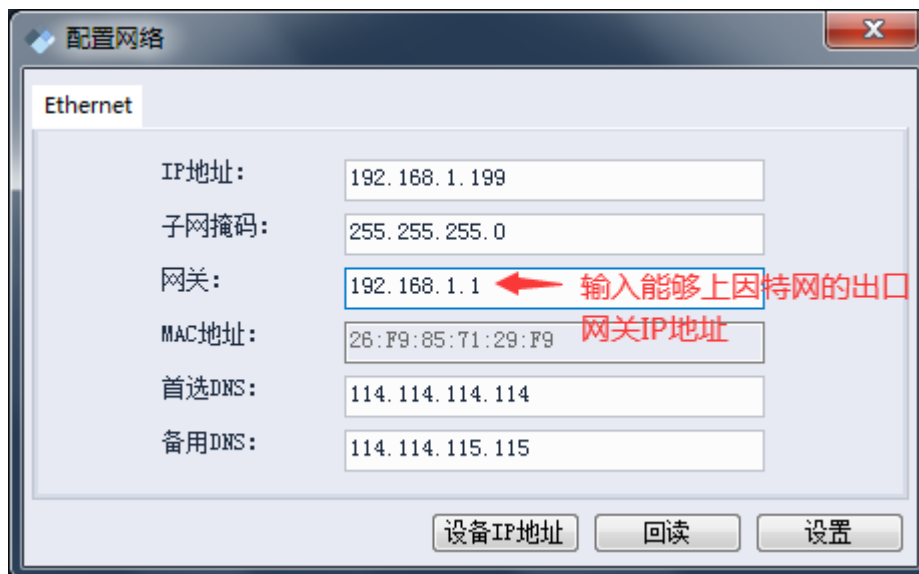 配置网络
Ethernet
IP地址: 192.168.1.199
子网掩码: 255.255.255.0
网关: 192.168.1.1 输入能够上因特网的出口
网关IP地址
MAC地址: 26:F9:85:71:29:F9
首选DNS: 114.114.114.114
备用DNS: 114.114.115.115
设备IP地址 回读 设置